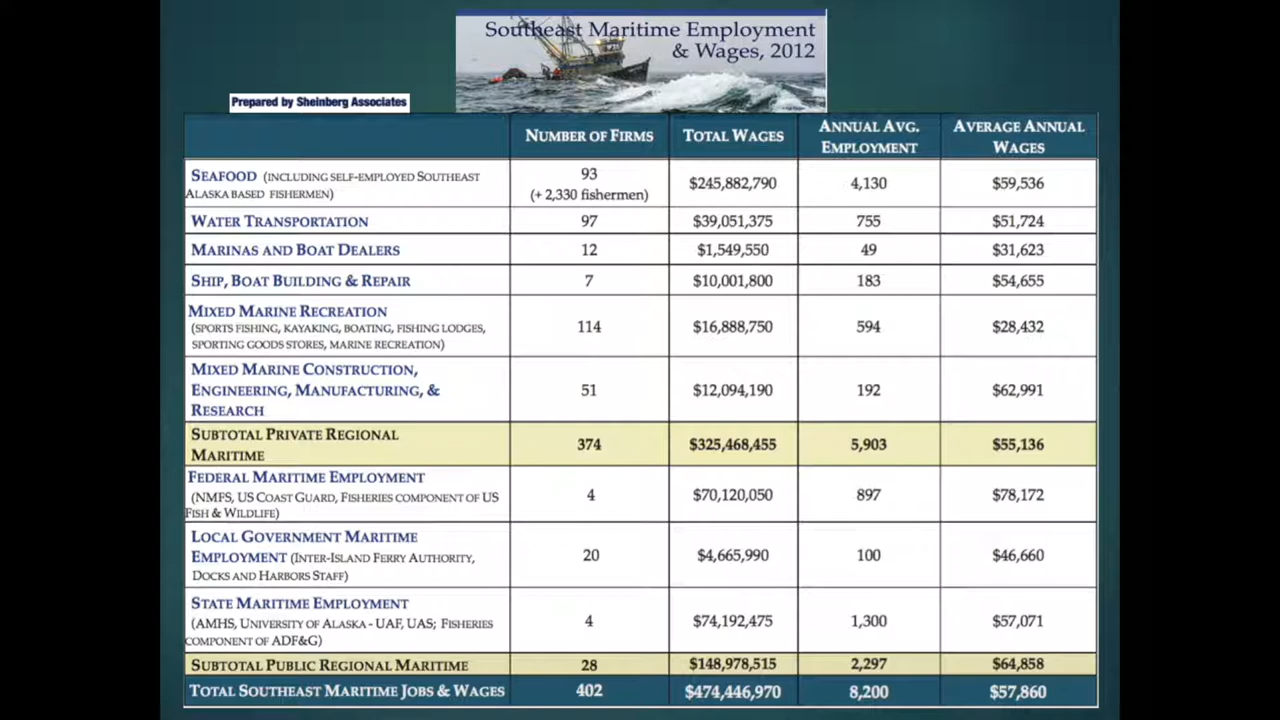 Southeast Maritime Employment
& Wages, 2012
Prepared by Sheinberg Associates
NUMBER OF FIRMS
TOTAL WAGES
ANNUAL AVG.
EMPLOYMENT
AVERAGE ANNUAL
WAGES
SEAFOOD (INCLUDING SELF-EMPLOYED SOUTHEAST
ALASKA BASED FISHERMEN)
93
(+ 2,330 fishermen)
$245,882,790
4,130
$59,536
WATER TRANSPORTATION
97
$39,051,375
755
$51,724
MARINAS AND BOAT DEALERS
12
$1,549,550
49
$31,623
SHIP, BOAT BUILDING & REPAIR
7
$10,001,800
183
$54,655
MIXED MARINE RECREATION
(SPORTS FISHING, KAYAKING, BOATING, FISHING LODGES,
SPORTING GOODS STORES, MARINE RECREATION)
114
$16,888,750
594
$28,432
MIXED MARINE CONSTRUCTION,
ENGINEERING, MANUFACTURING, &
RESEARCH
51
$12,094,190
192
$62,991
SUBTOTAL PRIVATE REGIONAL
MARITIME
374
$325,468,455
5,903
$55,136
FEDERAL MARITIME EMPLOYMENT
(NMFS, US COAST GUARD, FISHERIES COMPONENT OF US
FISH & WILDLIFE)
4
$70,120,050
897
$78,172
LOCAL GOVERNMENT MARITIME
EMPLOYMENT (INTER-ISLAND FERRY AUTHORITY,
DOCKS AND HARBORS STAFF)
20
$4,665,990
100
$46,660
STATE MARITIME EMPLOYMENT
(AMHS, UNIVERSITY OF ALASKA - UAF, UAS; FISHERIES
COMPONENT OF ADF&G)
4
$74,192,475
1,300
$57,071
SUBTOTAL PUBLIC REGIONAL MARITIME
28
$148,978,515
2,297
$64,858
TOTAL SOUTHEAST MARITIME JOBS & WAGES
402
$474,446,970
8,200
$57,860